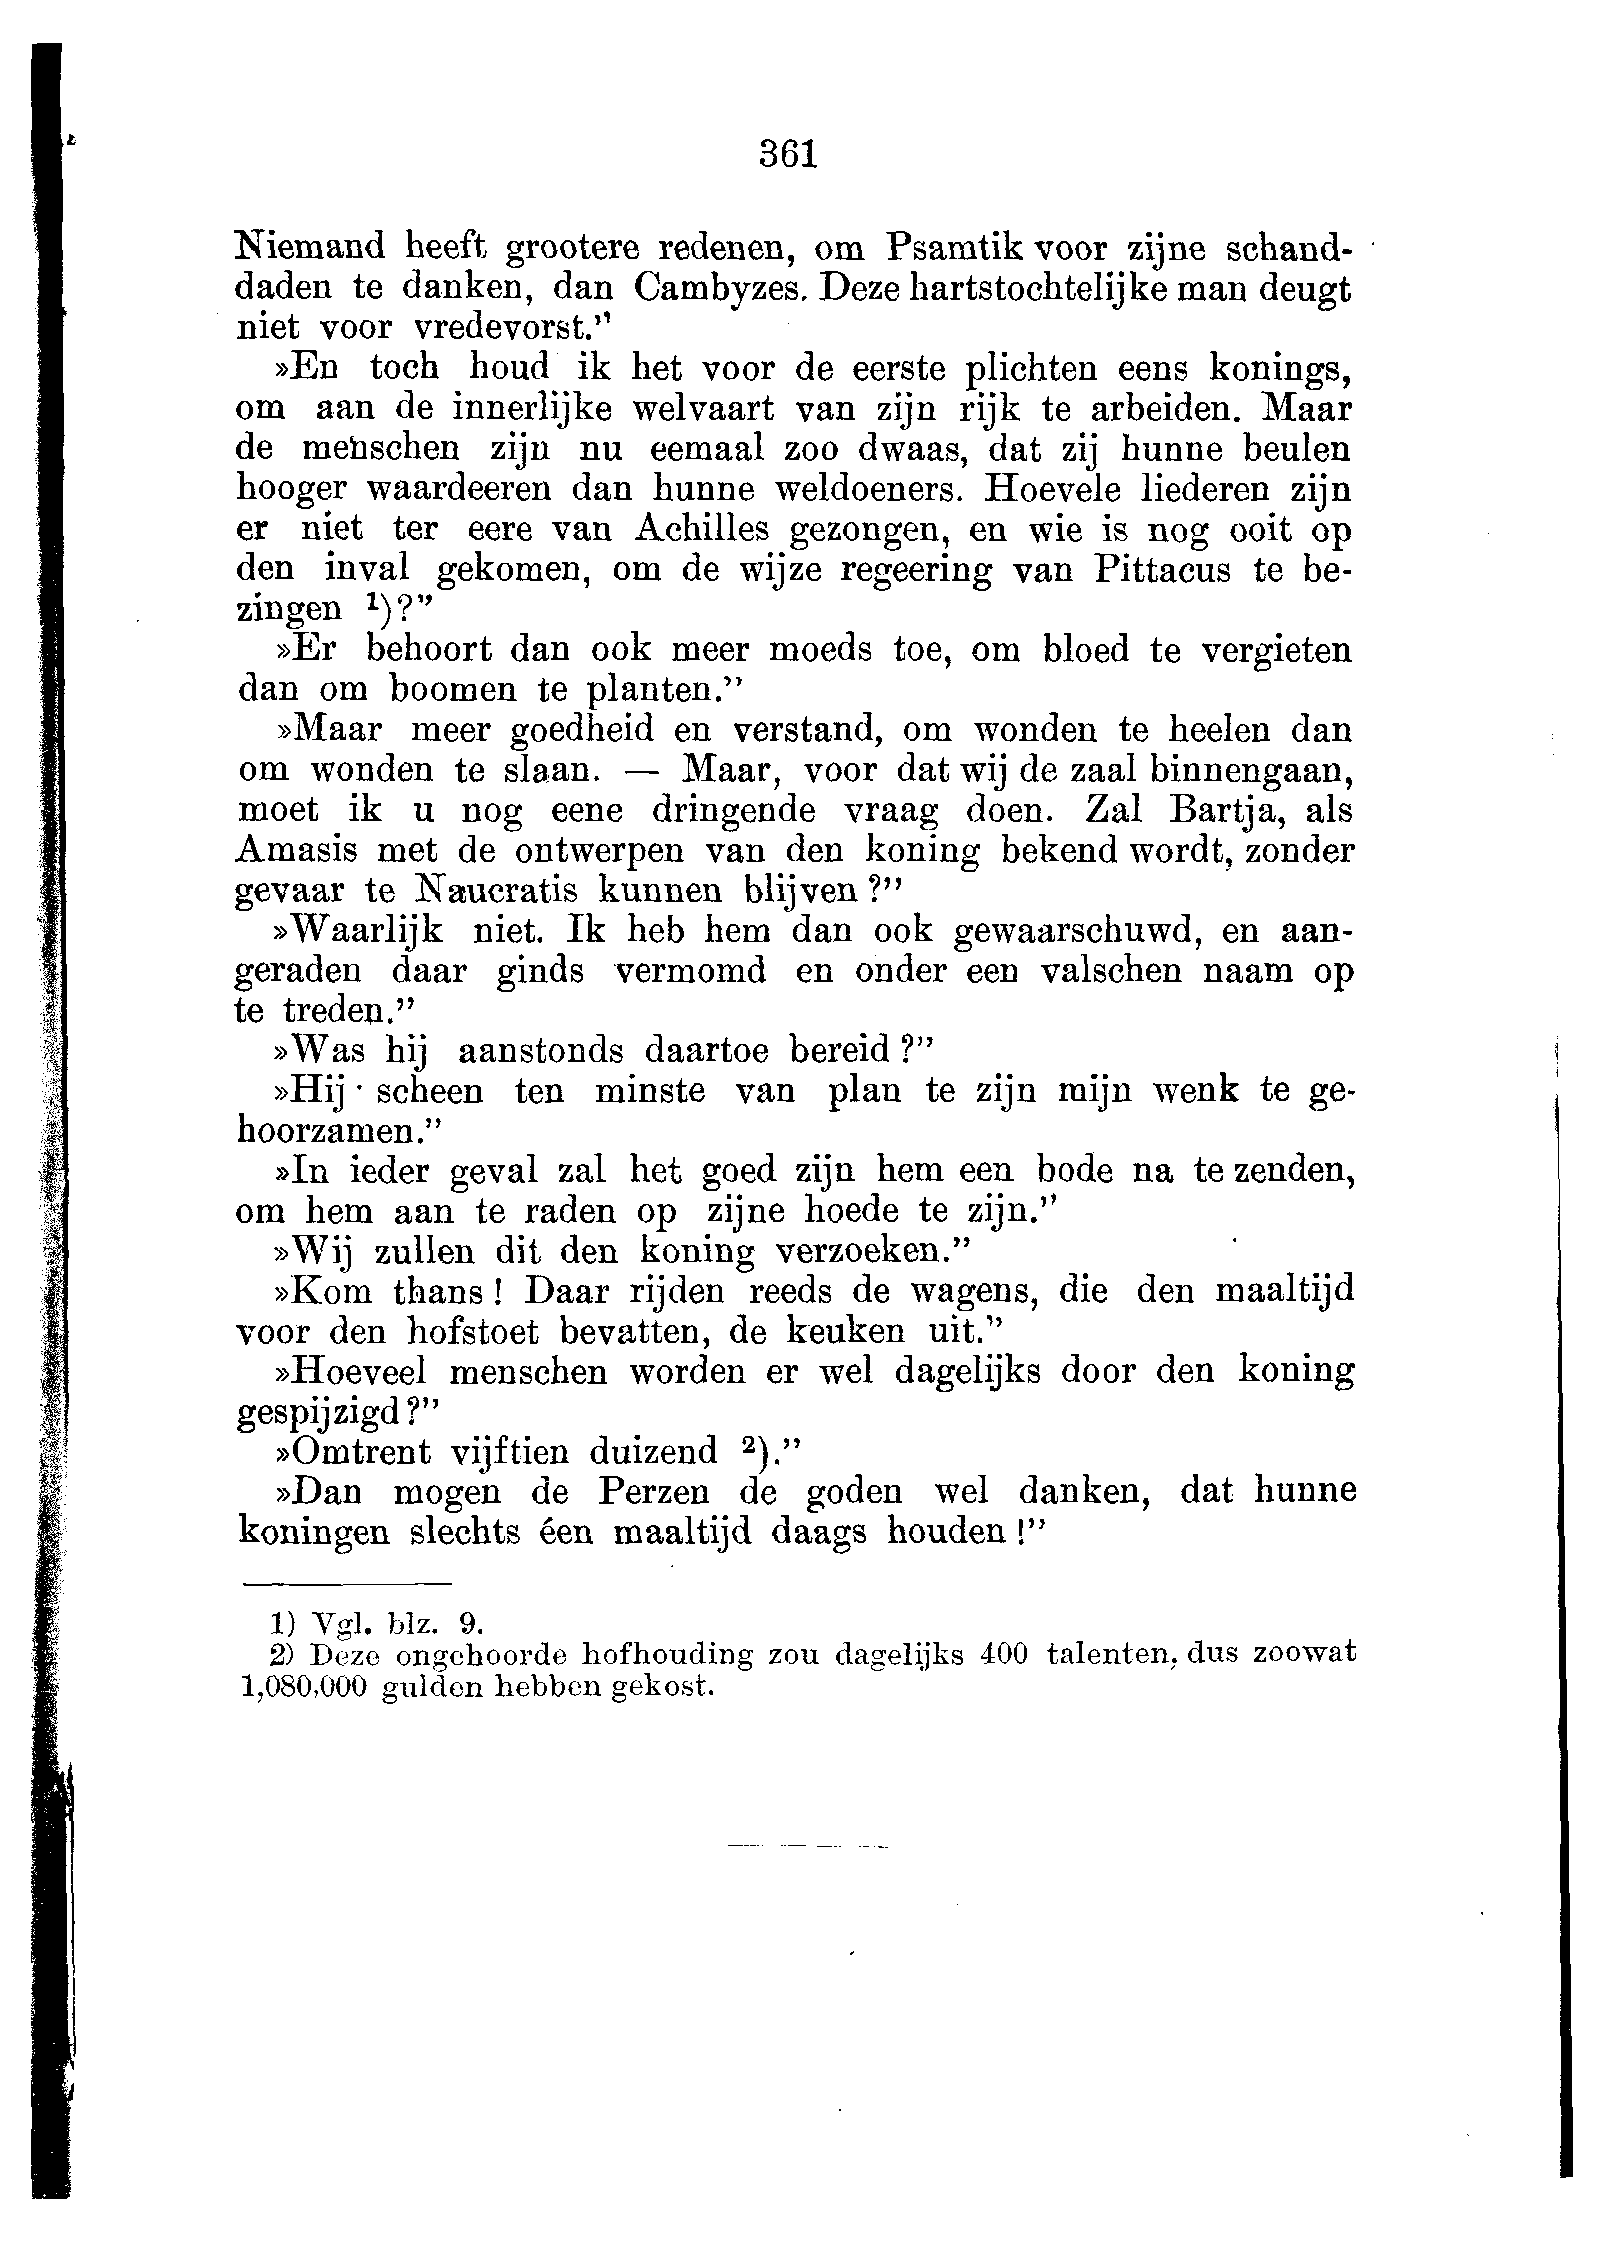 361
Niemand heeft grootere redenen, om Psamtik voor zijne schand-
daden te danken, dan Cambyzes. Deze hartstochtelijke man deugt
niet voor vredevorst.”
»En toch houd ik het voor de eerste plichten eens konings,
om aan de innerlijke welvaart van zijn rijk te arbeiden. Maar
de menschen zijn nu eemaal zoo dwaas, dat zij hunne beulen
hooger waardeeren dan hunne weldoeners. Hoevele liederen zijn
er niet ter eere van Achilles gezongen, en wie is nog ooit op
den inval gekomen, om de wijze regeering van Pittacus te be-
zingen ¹)?”
»Er behoort dan ook meer moeds toe, om bloed te vergieten
dan om boomen te planten.”
»Maar meer goedheid en verstand, om wonden te heelen dan
om wonden te slaan. — Maar, voor dat wij de zaal binnengaan,
moet ik u nog eene dringende vraag doen. Zal Bartja, als
Amasis met de ontwerpen van den koning bekend wordt, zonder
gevaar te Naucratis kunnen blijven?”
»Waarlijk niet. Ik heb hem dan ook gewaarschuwd, en aan-
geraden daar ginds vermomd en onder een valschen naam op
te treden.”
»Was hij aanstonds daartoe bereid?”
»Hij scheen ten minste van plan te zijn mijn wenk te ge-
hoorzamen.”
»In ieder geval zal het goed zijn hem een bode na te zenden,
om hem aan te raden op zijne hoede te zijn.”
»Wij zullen dit den koning verzoeken.”
»Kom thans! Daar rijden reeds de wagens, die den maaltijd
voor den hofstoet bevatten, de keuken uit.”
»Hoeveel menschen worden er wel dagelijks door den koning
gespijzigd?”
»Omtrent vijftien duizend ²).”
»Dan mogen de Perzen de goden wel danken, dat hunne
koningen slechts éen maaltijd daags houden!”
1) Vgl. blz. 9.
2) Deze ongehoorde hofhouding zou dagelijks 400 talenten, dus zoowat
1,080,000 gulden hebben gekost.